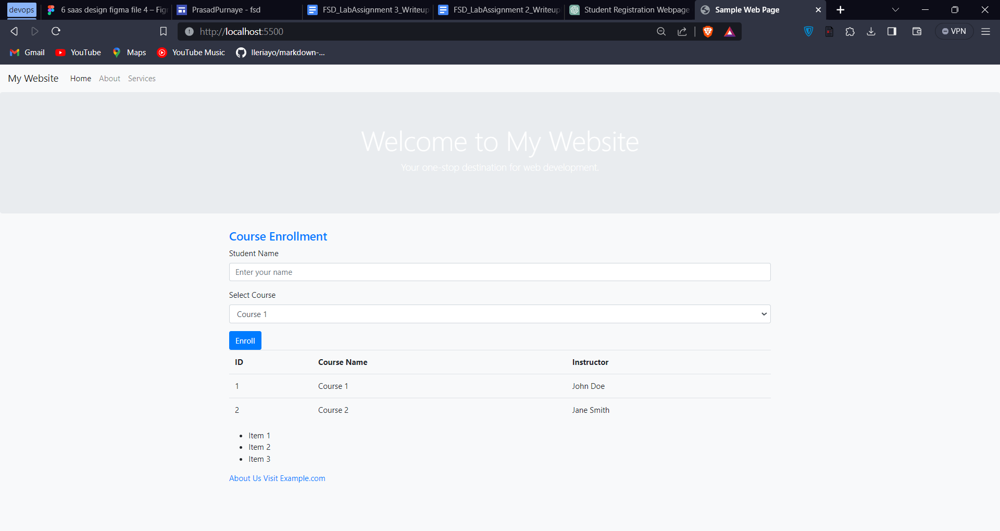 devops
6 saas design figma file 4 – Fig
PrasadPurnaye - fsd
FSD_LabAssignment 3_Writeup
FSD_LabAssignment 2_Writeup
Student Registration Webpage
Sample Web Page
http://localhost:5500
VPN
Gmail
YouTube
Maps
YouTube Music
lleriayo/markdown-...
My Website
Home
About
Services
Welcome to My Website
Your one-stop destination for web development.
Course Enrollment
Student Name
Enter your name
Select Course
Course 1
Enroll
ID Course Name Instructor
1 Course 1 John Doe
2 Course 2 Jane Smith
• Item 1
• Item 2
• Item 3
About Us Visit Example.com